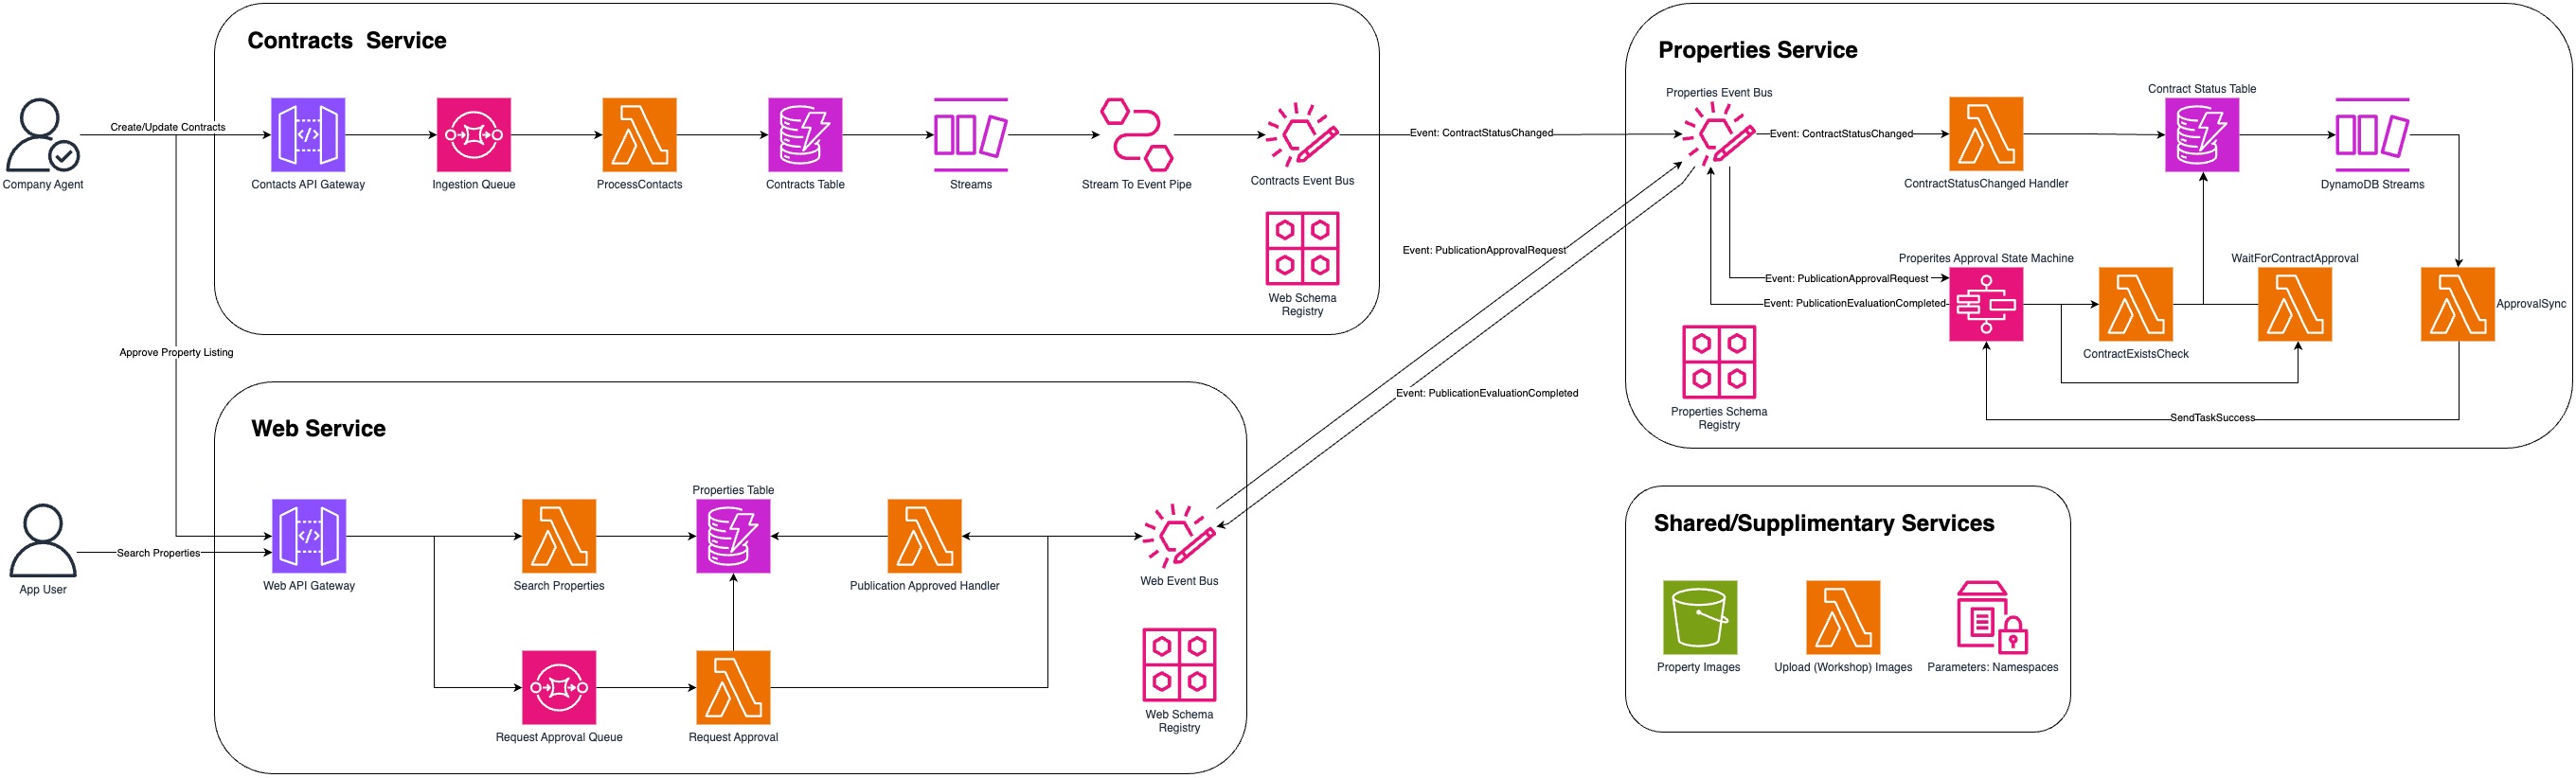 Contracts  Service
Company Agent
Create/Update Contracts
Contacts API Gateway
Ingestion Queue
ProcessContacts
Contracts Table
Streams
Stream To Event Pipe
Contracts Event Bus
Web Schema
Registry
Event: ContractStatusChanged
Properties Service
Properties Event Bus
Event: ContractStatusChanged
ContractStatusChanged Handler
Contract Status Table
DynamoDB Streams
Event: PublicationApprovalRequest
Event: PublicationEvaluationCompleted
Properites Approval State Machine
ContractExistsCheck
WaitForContractApproval
ApprovalSync
SendTaskSuccess
Properties Schema
Registry
Event: PublicationApprovalRequest
Event: PublicationEvaluationCompleted
Approve Property Listing
Web Service
App User
Search Properties
Web API Gateway
Search Properties
Properties Table
Publication Approved Handler
Web Event Bus
Request Approval Queue
Request Approval
Web Schema
Registry
Shared/Supplimentary Services
Property Images
Upload (Workshop) Images
Parameters: Namespaces